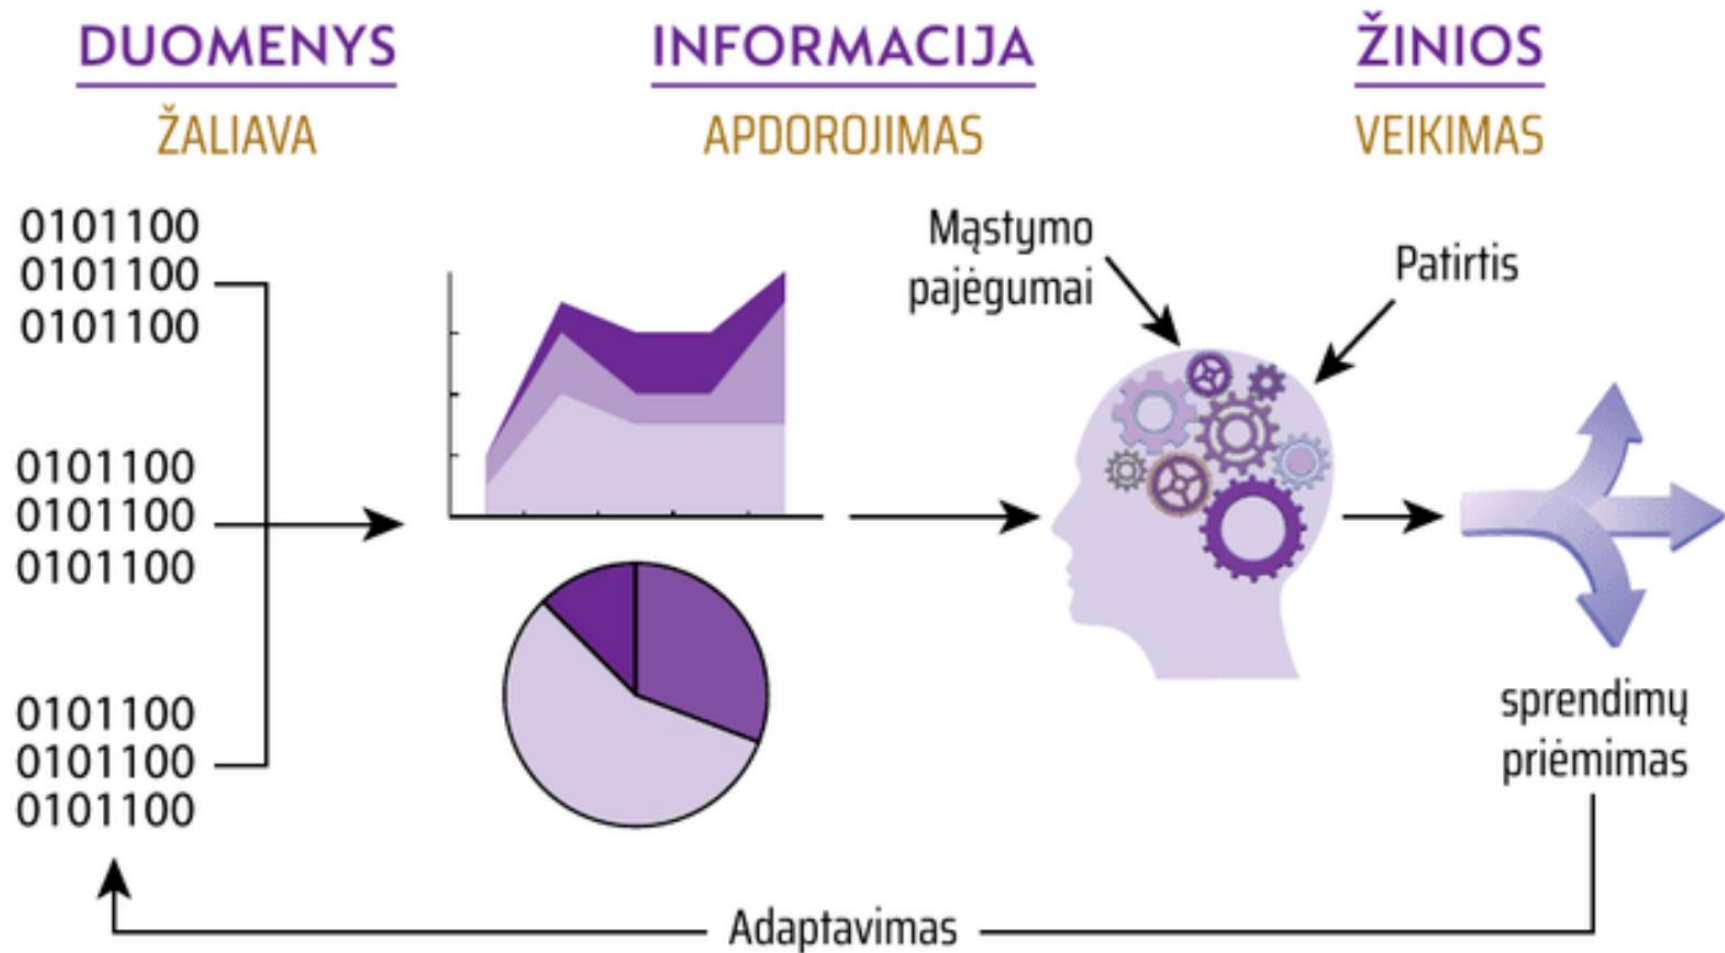 DUOMENYS
ŽALIAVA
INFORMACIJA
APDOROJIMAS
ŽINIOS
VEIKIMAS
0101100
0101100
0101100
0101100
0101100
0101100
0101100
0101100
0101100
Mąstymo
pajėgumai
Patirtis
sprendimų
priėmimas
Adaptavimas